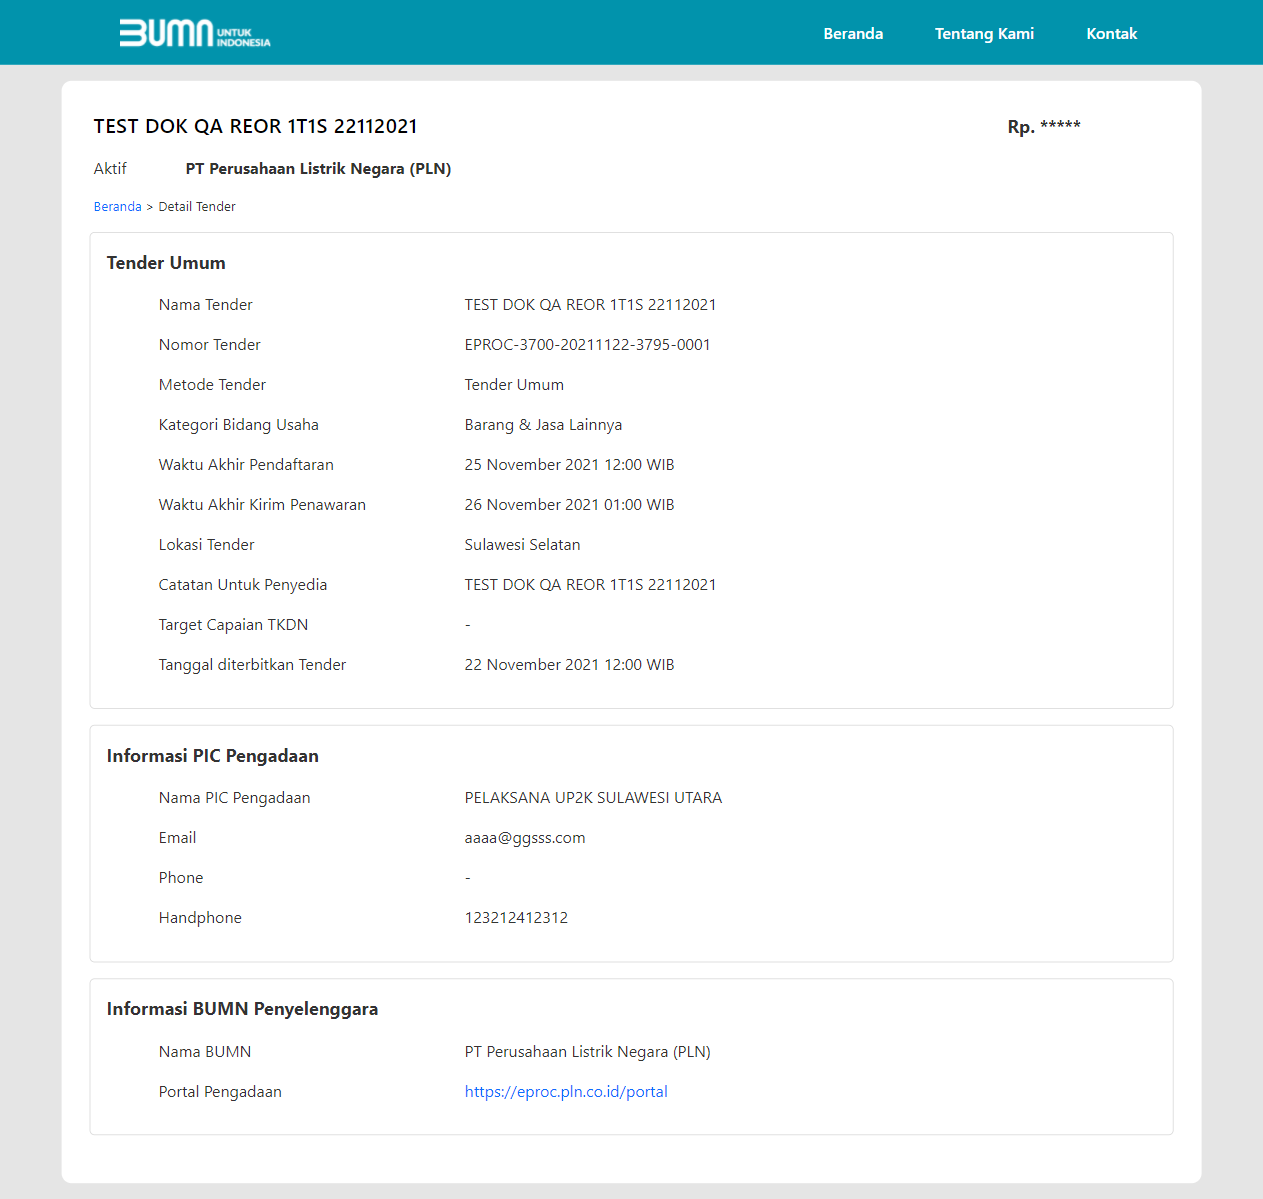 BUMN UNTUK INDONESIA
Beranda Tentang Kami Kontak
TEST DOK QA REOR 1T1S 22112021 Rp. *****
Aktif PT Perusahaan Listrik Negara (PLN)
Beranda > Detail Tender
Tender Umum
Nama Tender TEST DOK QA REOR 1T1S 22112021
Nomor Tender EPROC-3700-20211122-3795-0001
Metode Tender Tender Umum
Kategori Bidang Usaha Barang & Jasa Lainnya
Waktu Akhir Pendaftaran 25 November 2021 12:00 WIB
Waktu Akhir Kirim Penawaran 26 November 2021 01:00 WIB
Lokasi Tender Sulawesi Selatan
Catatan Untuk Penyedia TEST DOK QA REOR 1T1S 22112021
Target Capaian TKDN -
Tanggal diterbitkan Tender 22 November 2021 12:00 WIB
Informasi PIC Pengadaan
Nama PIC Pengadaan PELAKSANA UP2K SULAWESI UTARA
Email aaaa@ggsss.com
Phone -
Handphone 123212412312
Informasi BUMN Penyelenggara
Nama BUMN PT Perusahaan Listrik Negara (PLN)
Portal Pengadaan https://eproc.pln.co.id/portal